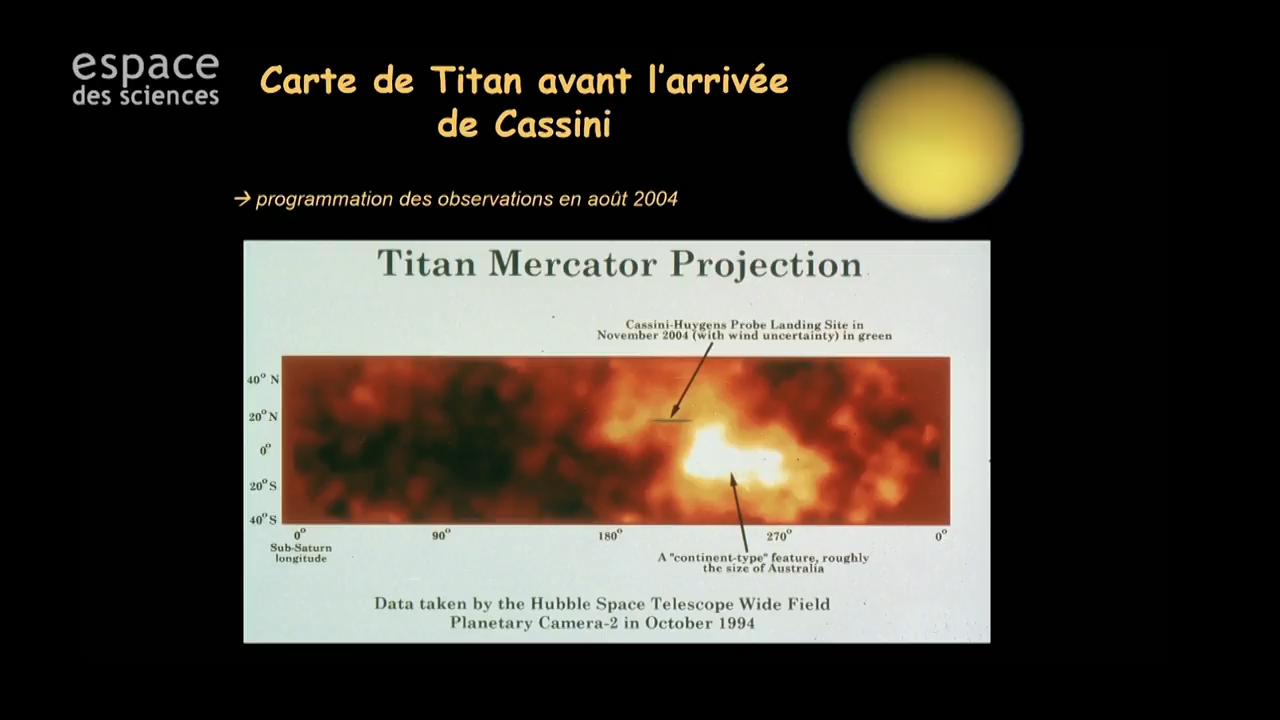 espace
des sciences
Carte de Titan avant l'arrivée
de Cassini
→ programmation des observations en août 2004
Titan Mercator Projection
Cassini-Huygens Probe Landing Site in
November 2004 (with wind uncertainty) in green
40° N
20° N
0°
20° S
40° S
0°
90°
180°
270°
0°
Sub-Saturn
longitude
A "continent-type" feature, roughly
the size of Australia
Data taken by the Hubble Space Telescope Wide Field
Planetary Camera-2 in October 1994